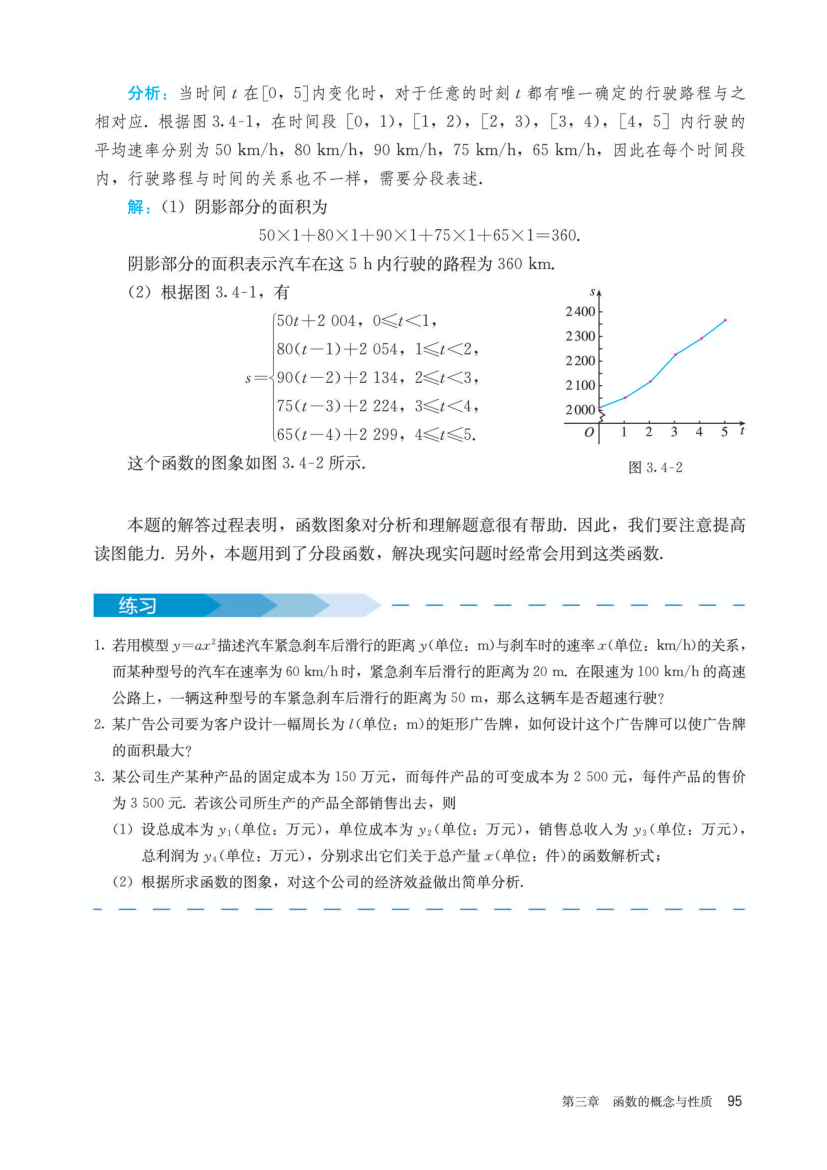 分析：当时间 t 在[0，5]内变化时，对于任意的时刻 t 都有唯一确定的行驶路程与之
相对应. 根据图 3.4-1，在时间段 [0，1)，[1，2)，[2，3)，[3，4)，[4，5] 内行驶的
平均速率分别为 50 km/h，80 km/h，90 km/h，75 km/h，65 km/h，因此在每个时间段
内，行驶路程与时间的关系也不一样，需要分段表述.
解：（1）阴影部分的面积为
50×1+80×1+90×1+75×1+65×1=360.
阴影部分的面积表示汽车在这 5 h 内行驶的路程为 360 km.
（2）根据图 3.4-1，有
s={50t+2 004，0≤t<1，
80(t-1)+2 054，1≤t<2，
90(t-2)+2 134，2≤t<3，
75(t-3)+2 224，3≤t<4，
65(t-4)+2 299，4≤t≤5.
s
2 400
2 300
2 200
2 100
2 000
O 1 2 3 4 5 t
图 3.4-2
这个函数的图象如图 3.4-2 所示.
本题的解答过程表明，函数图象对分析和理解题意很有帮助. 因此，我们要注意提高
读图能力. 另外，本题用到了分段函数，解决现实问题时经常会用到这类函数.
练习
1. 若用模型 y=ax²描述汽车紧急刹车后滑行的距离 y(单位：m)与刹车时的速率 x(单位：km/h)的关系，
而某种型号的汽车在速率为 60 km/h 时，紧急刹车后滑行的距离为 20 m. 在限速为 100 km/h 的高速
公路上，一辆这种型号的车紧急刹车后滑行的距离为 50 m，那么这辆车是否超速行驶?
2. 某广告公司要为客户设计一幅周长为 l(单位：m)的矩形广告牌，如何设计这个广告牌可以使广告牌
的面积最大?
3. 某公司生产某种产品的固定成本为 150 万元，而每件产品的可变成本为 2 500 元，每件产品的售价
为 3 500 元. 若该公司所生产的产品全部销售出去，则
（1）设总成本为 y₁(单位：万元)，单位成本为 y₂(单位：万元)，销售总收入为 y₃(单位：万元)，
总利润为 y₄(单位：万元)，分别求出它们关于总产量 x(单位：件)的函数解析式；
（2）根据所求函数的图象，对这个公司的经济效益做出简单分析.
第三章 函数的概念与性质 95